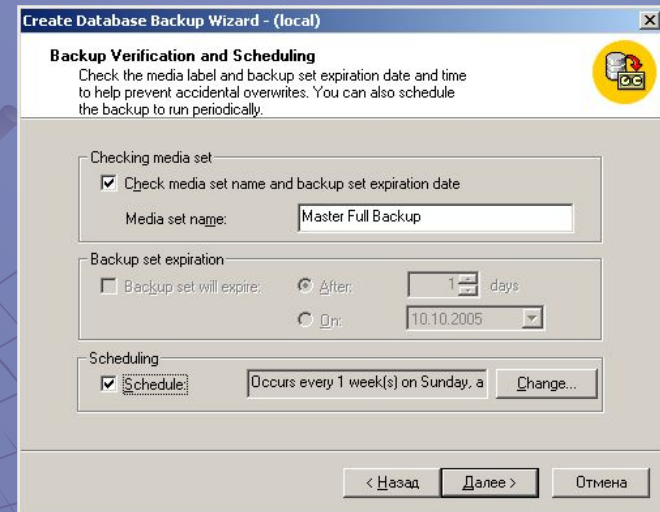 Create Database Backup Wizard - (local)
Backup Verification and Scheduling
Check the media label and backup set expiration date and time
to help prevent accidental overwrites. You can also schedule
the backup to run periodically.
Checking media set
Check media set name and backup set expiration date
Media set name: Master Full Backup
Backup set expiration
Backup set will expire: After: 1 days
On: 10.10.2005
Scheduling
Schedule: Occurs every 1 week(s) on Sunday, a Change...
< Назад Далее > Отмена